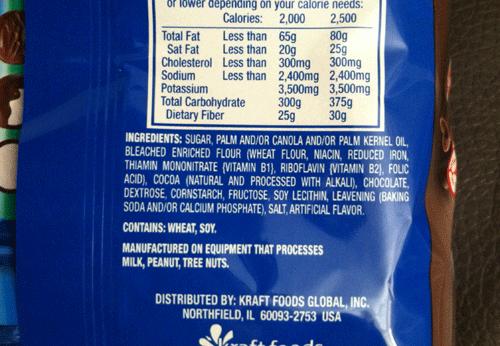 or lower depending on your calorie needs:
Calories: 2,000 2,500
Total Fat Less than 65g 80g
Sat Fat Less than 20g 25g
Cholesterol Less than 300mg 300mg
Sodium Less than 2,400mg 2,400mg
Potassium 3,500mg 3,500mg
Total Carbohydrate 300g 375g
Dietary Fiber 25g 30g
INGREDIENTS: SUGAR, PALM AND/OR CANOLA AND/OR PALM KERNEL OIL,
BLEACHED ENRICHED FLOUR (WHEAT FLOUR, NIACIN, REDUCED IRON,
THIAMIN MONONITRATE {VITAMIN B1}, RIBOFLAVIN {VITAMIN B2}, FOLIC
ACID), COCOA (NATURAL AND PROCESSED WITH ALKALI), CHOCOLATE,
DEXTROSE, CORNSTARCH, FRUCTOSE, SOY LECITHIN, LEAVENING (BAKING
SODA AND/OR CALCIUM PHOSPHATE), SALT, ARTIFICIAL FLAVOR.
CONTAINS: WHEAT, SOY.
MANUFACTURED ON EQUIPMENT THAT PROCESSES
MILK, PEANUT, TREE NUTS.
DISTRIBUTED BY: KRAFT FOODS GLOBAL, INC.
NORTHFIELD, IL 60093-2753 USA
kraft foods